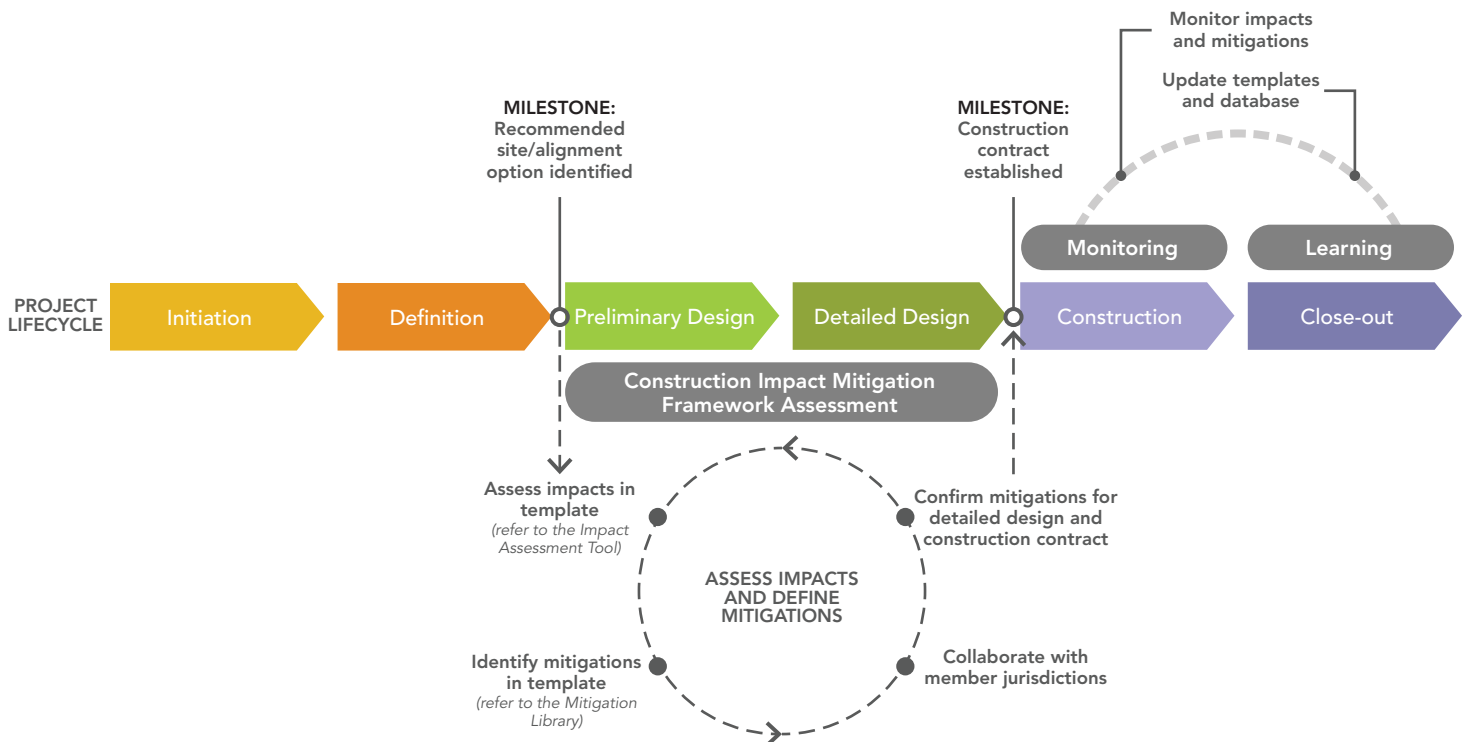 Monitor impacts
and mitigations
Update templates
and database
MILESTONE:
Recommended
site/alignment
option identified
MILESTONE:
Construction
contract
established
Monitoring
Learning
PROJECT
LIFECYCLE
Initiation
Definition
Preliminary Design
Detailed Design
Construction
Close-out
Construction Impact Mitigation
Framework Assessment
Assess impacts in
template
(refer to the Impact
Assessment Tool)
Confirm mitigations for
detailed design and
construction contract
ASSESS IMPACTS
AND DEFINE
MITIGATIONS
Identify mitigations
in template
(refer to the Mitigation
Library)
Collaborate with
member jurisdictions